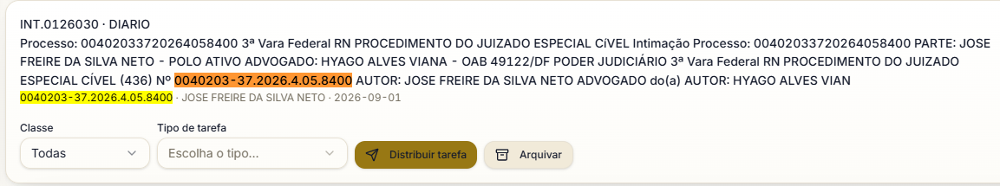 INT.0126030 · DIARIO
Processo: 00402033720264058400 3ª Vara Federal RN PROCEDIMENTO DO JUIZADO ESPECIAL CíVEL Intimação Processo: 00402033720264058400 PARTE: JOSE
FREIRE DA SILVA NETO - POLO ATIVO ADVOGADO: HYAGO ALVES VIANA - OAB 49122/DF PODER JUDICIÁRIO 3ª Vara Federal RN PROCEDIMENTO DO JUIZADO
ESPECIAL CÍVEL (436) Nº 0040203-37.2026.4.05.8400 AUTOR: JOSE FREIRE DA SILVA NETO ADVOGADO do(a) AUTOR: HYAGO ALVES VIAN
0040203-37.2026.4.05.8400 · JOSE FREIRE DA SILVA NETO · 2026-09-01
Classe Tipo de tarefa
Todas Escolha o tipo... Distribuir tarefa Arquivar